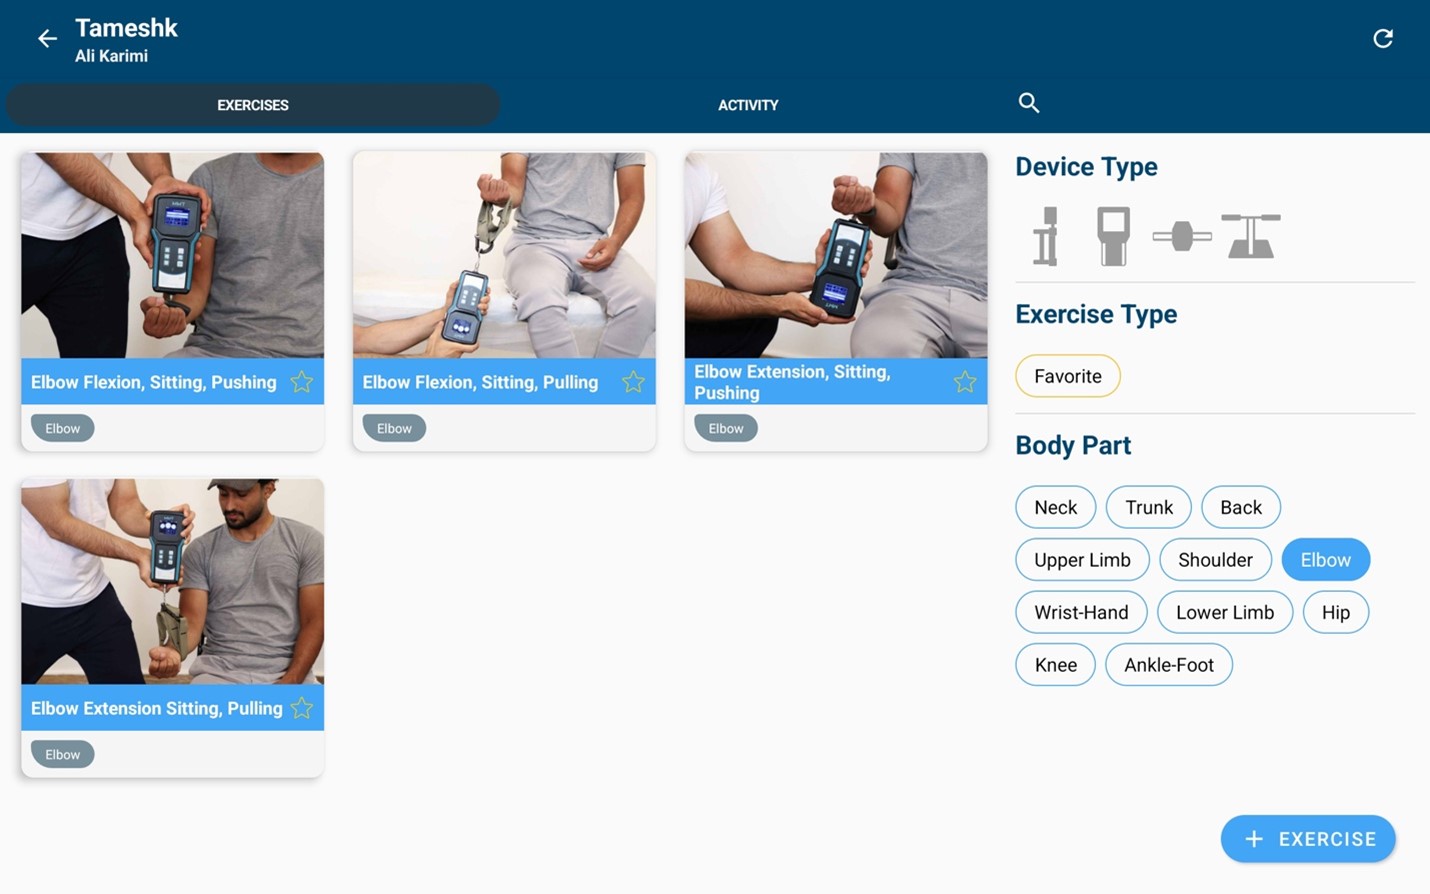 Tameshk
Ali Karimi
EXERCISES
ACTIVITY
Elbow Flexion, Sitting, Pushing
Elbow
Elbow Flexion, Sitting, Pulling
Elbow
Elbow Extension, Sitting,
Pushing
Elbow
Elbow Extension Sitting, Pulling
Elbow
Device Type
Exercise Type
Favorite
Body Part
Neck Trunk Back
Upper Limb Shoulder Elbow
Wrist-Hand Lower Limb Hip
Knee Ankle-Foot
+ EXERCISE